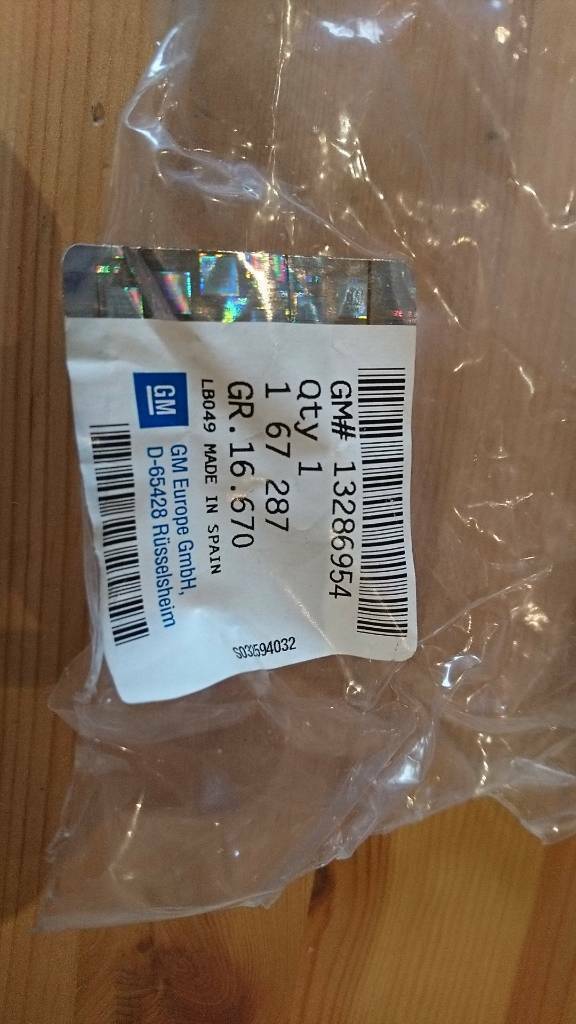 GM# 13286954
Qty 1
1 67 287
GR.16.670
LB049 MADE IN SPAIN
GM
GM Europe GmbH,
D-65428 Rüsselsheim